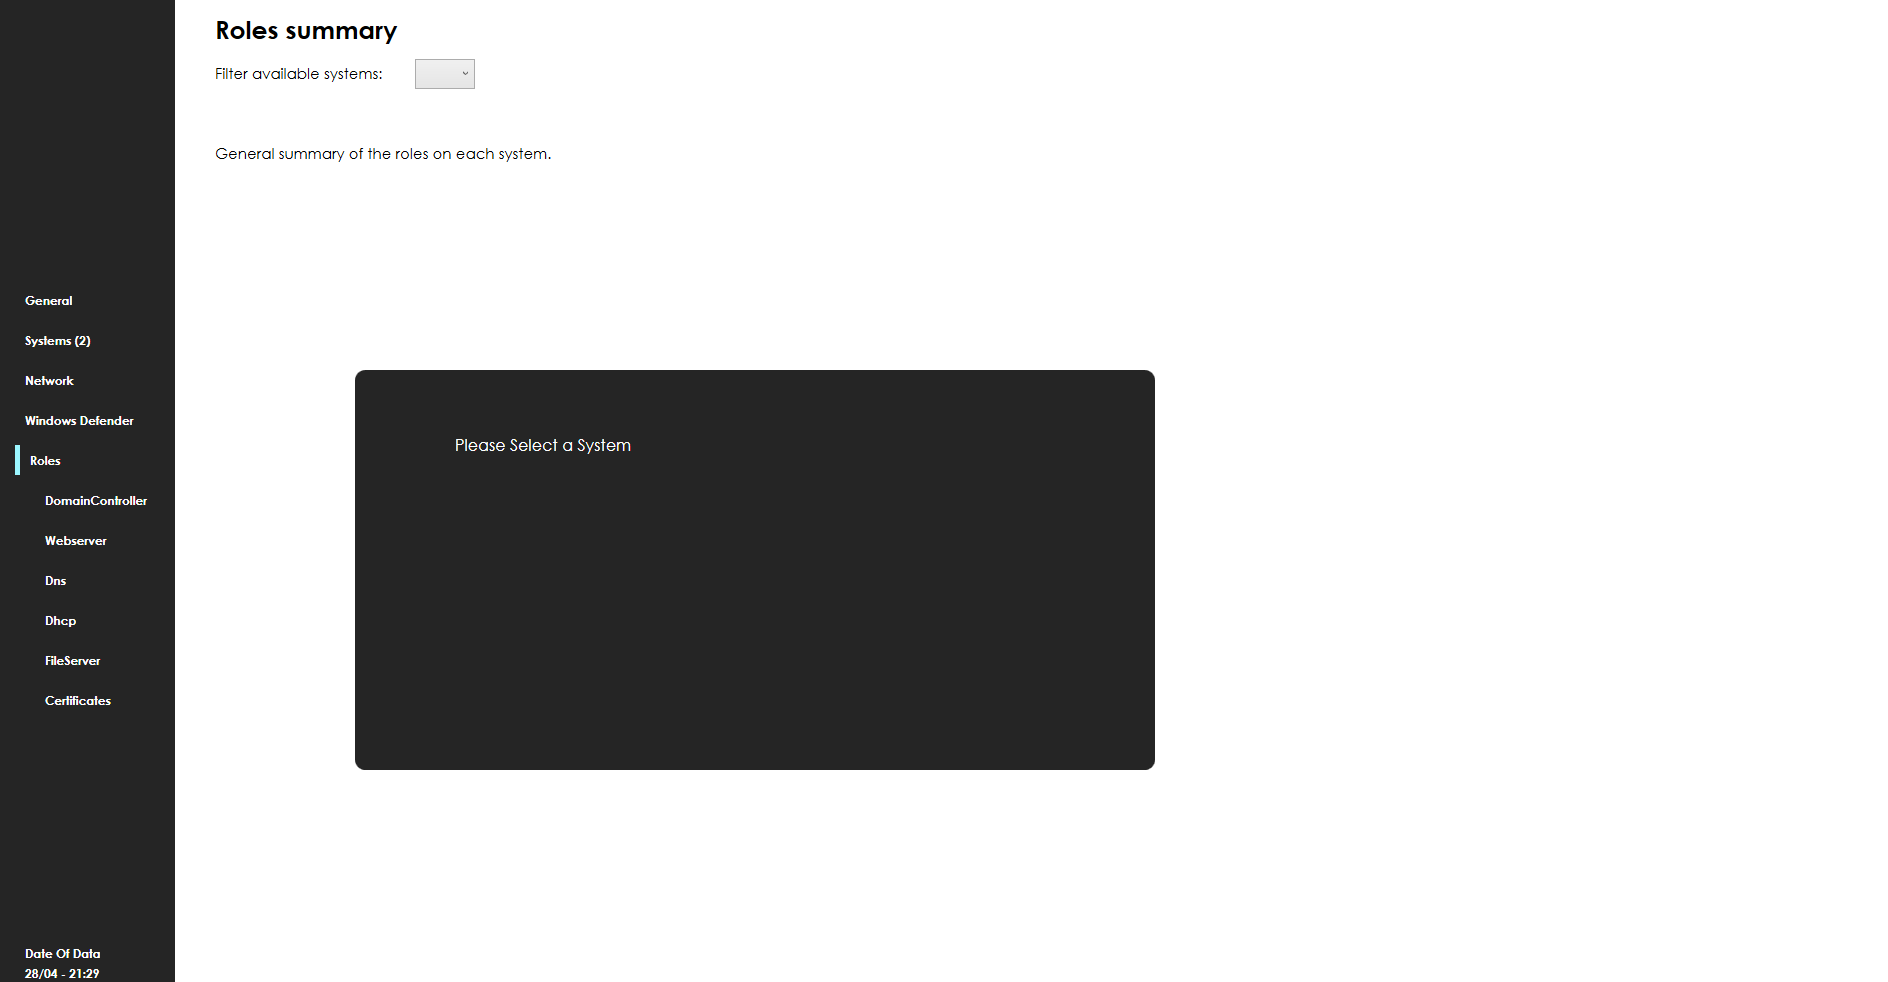 Roles summary
Filter available systems:
General summary of the roles on each system.
General
Systems (2)
Network
Windows Defender
Roles
DomainController
Webserver
Dns
Dhcp
FileServer
Certificates
Please Select a System
Date Of Data
28/04 - 21:29